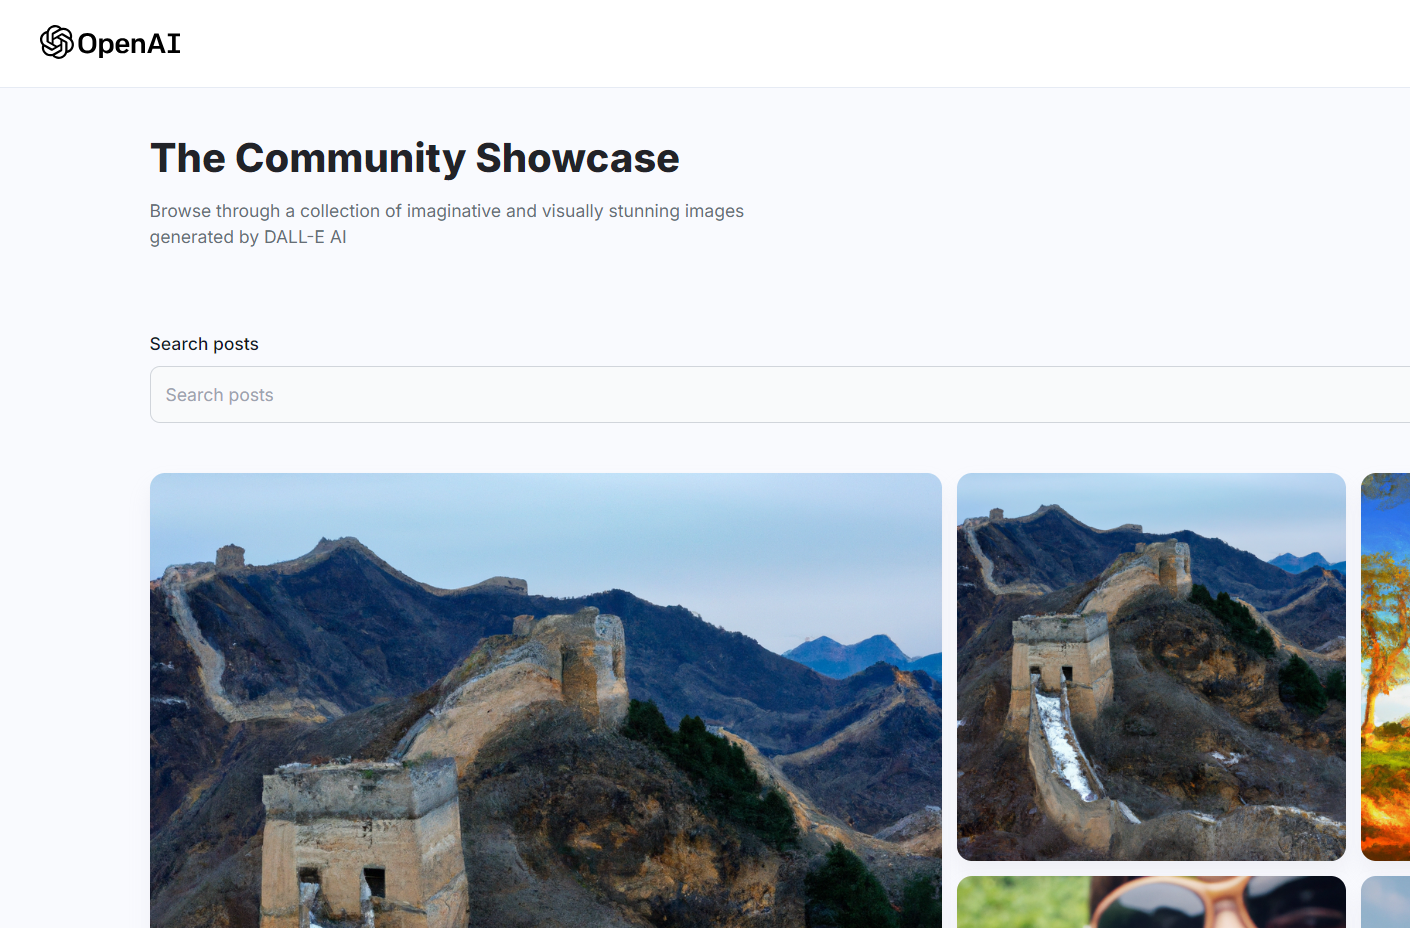 OpenAI
The Community Showcase
Browse through a collection of imaginative and visually stunning images
generated by DALL-E AI
Search posts
Search posts